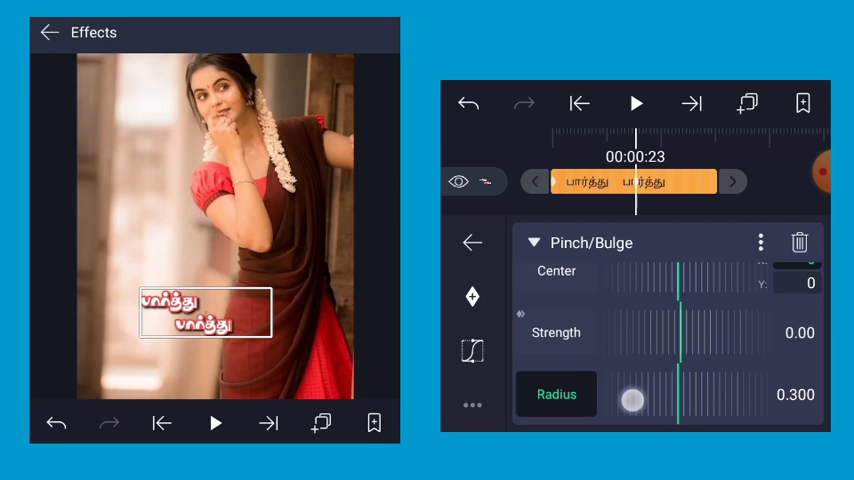 Effects
பார்த்து
பார்த்து
00:00:23
பார்த்து பார்த்து
Pinch/Bulge
Center
Y: 0
Strength 0.00
Radius 0.300